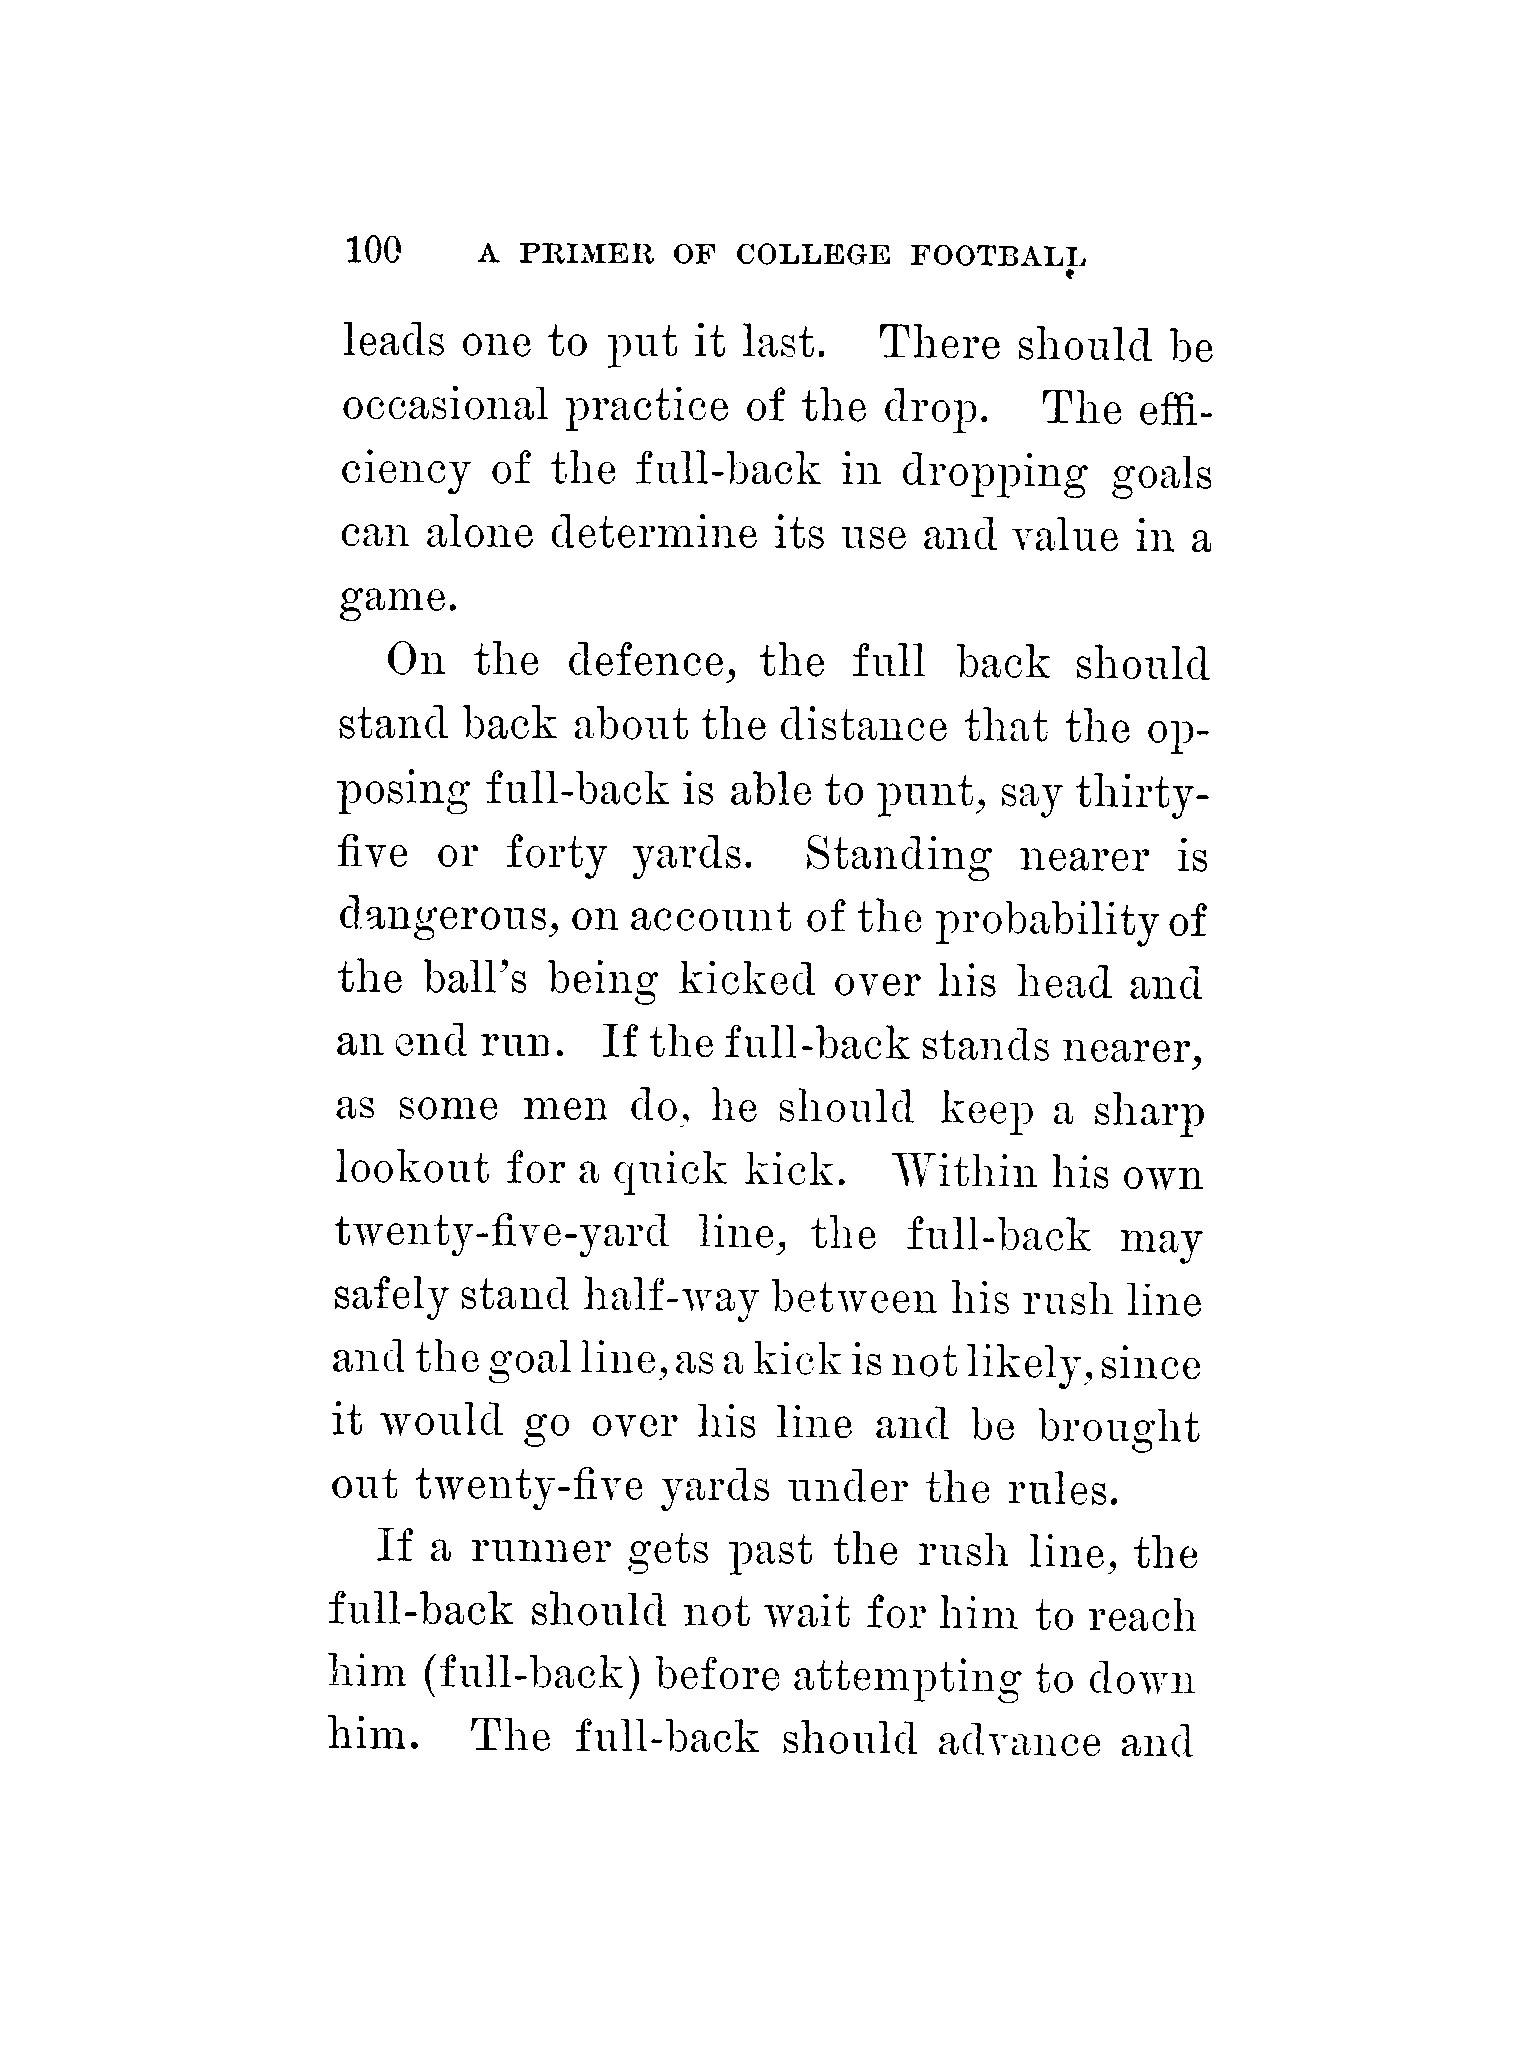 100 A PRIMER OF COLLEGE FOOTBALL
leads one to put it last. There should be
occasional practice of the drop. The effi-
ciency of the full-back in dropping goals
can alone determine its use and value in a
game.
On the defence, the full back should
stand back about the distance that the op-
posing full-back is able to punt, say thirty-
five or forty yards. Standing nearer is
dangerous, on account of the probability of
the ball's being kicked over his head and
an end run. If the full-back stands nearer,
as some men do, he should keep a sharp
lookout for a quick kick. Within his own
twenty-five-yard line, the full-back may
safely stand half-way between his rush line
and the goal line, as a kick is not likely, since
it would go over his line and be brought
out twenty-five yards under the rules.
If a runner gets past the rush line, the
full-back should not wait for him to reach
him (full-back) before attempting to down
him. The full-back should advance and